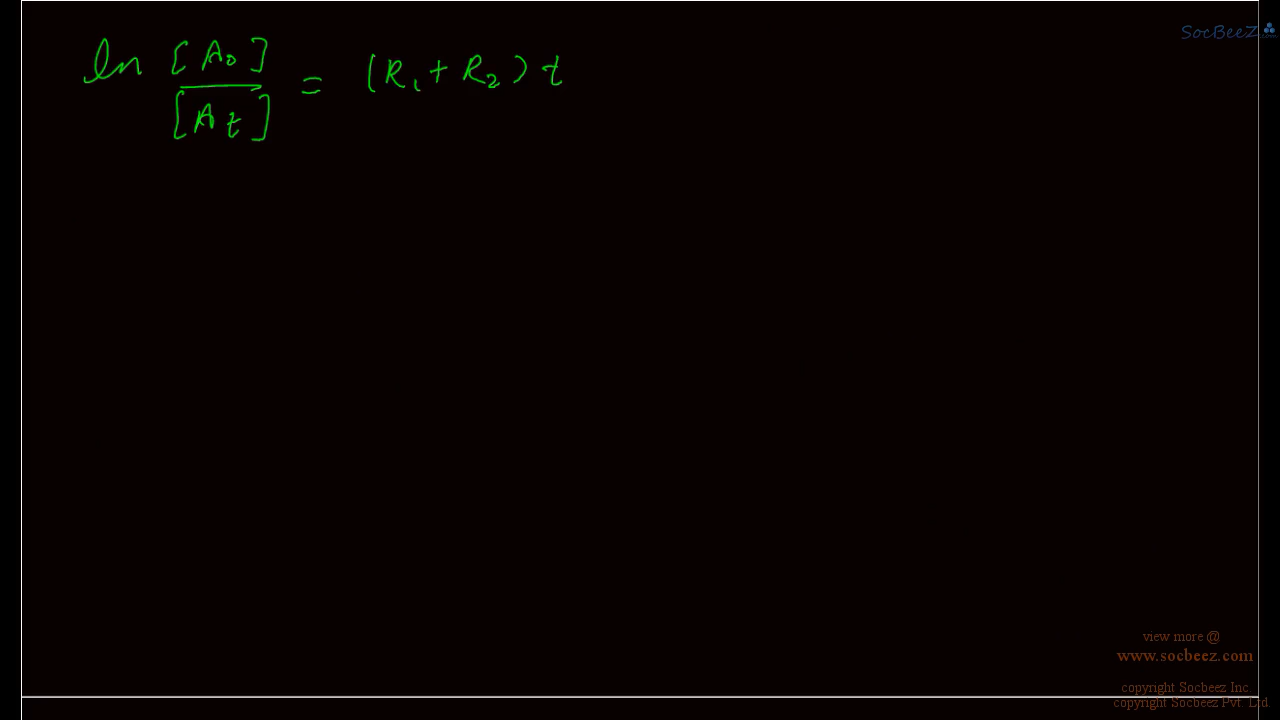 SocBeeZ
ln [A₀]/[Aₜ] = (R₁ + R₂) t
view more @
www.socbeez.com
copyright Socbeez Inc.
copyright Socbeez Pvt. Ltd.